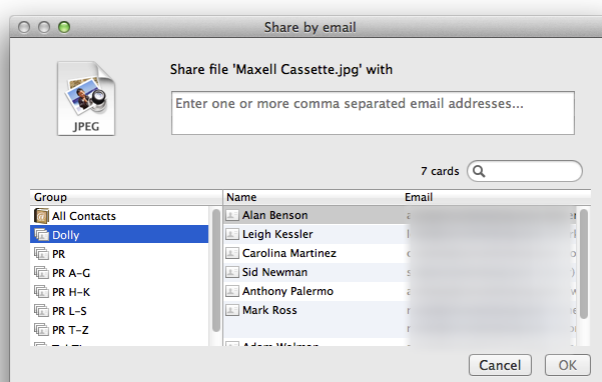 Share by email
Share file 'Maxell Cassette.jpg' with
JPEG
Enter one or more comma separated email addresses...
7 cards
Group Name Email
All Contacts Alan Benson
Dolly Leigh Kessler
PR Carolina Martinez
PR A-G Sid Newman
PR H-K Anthony Palermo
PR L-S Mark Ross
PR T-Z
Cancel OK